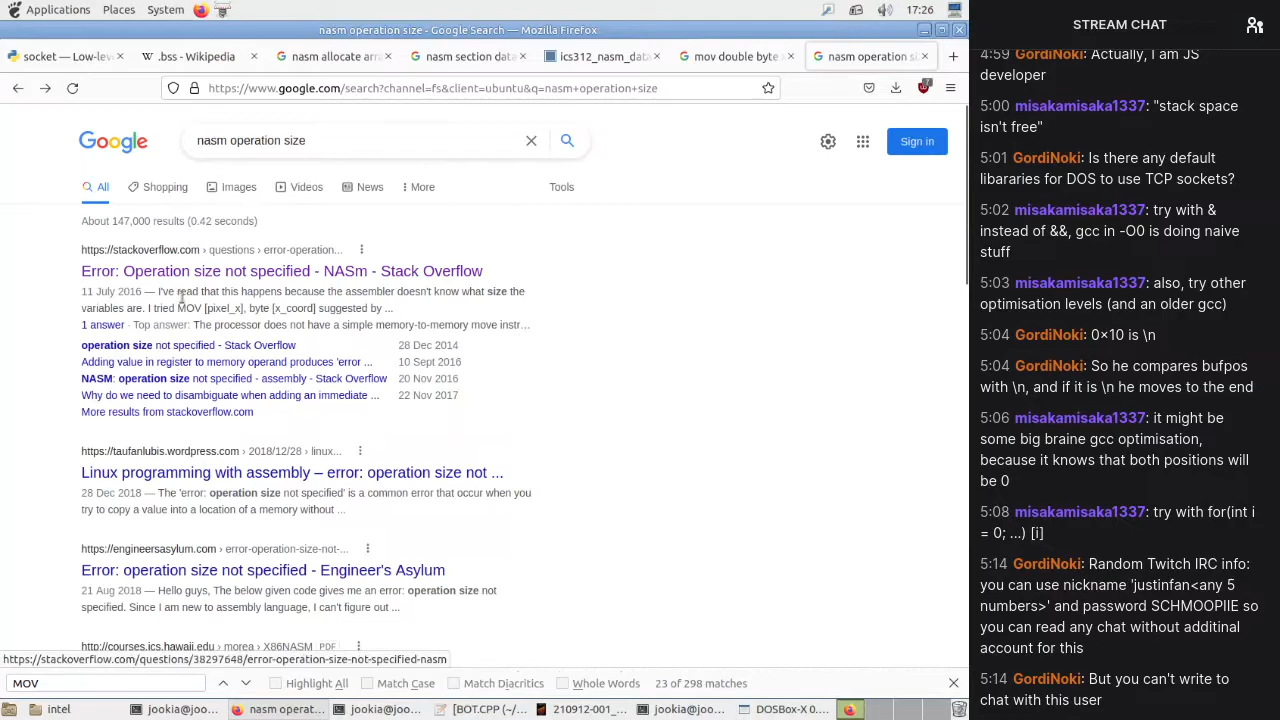 Applications Places System 17:26
nasm operation size - Google Search — Mozilla Firefox
socket — Low-lev
.bss - Wikipedia
nasm allocate arra
nasm section data
ics312_nasm_data
mov double byte
nasm operation si
7
https://www.google.com/search?channel=fs&client=ubuntu&q=nasm+operation+size
Google
nasm operation size
Sign in
All Shopping Images Videos News More Tools
About 147,000 results (0.42 seconds)
https://stackoverflow.com › questions › error-operation...
Error: Operation size not specified - NASm - Stack Overflow
11 July 2016 — I've read that this happens because the assembler doesn't know what size the
variables are. I tried MOV [pixel_x], byte [x_coord] suggested by ...
1 answer · Top answer: The processor does not have a simple memory-to-memory move instr...
operation size not specified - Stack Overflow 28 Dec 2014
Adding value in register to memory operand produces 'error ... 10 Sept 2016
NASM: operation size not specified - assembly - Stack Overflow 20 Nov 2016
Why do we need to disambiguate when adding an immediate ... 22 Nov 2017
More results from stackoverflow.com
https://taufanlubis.wordpress.com › 2018/12/28 › linux...
Linux programming with assembly – error: operation size not ...
28 Dec 2018 — The 'error: operation size not specified' is a common error that occur when you
try to copy a value into a location of a memory without ...
https://engineersasylum.com › error-operation-size-not-...
Error: operation size not specified - Engineer's Asylum
21 Aug 2018 — Hello guys, The below given code gives me an error: operation size not
specified. Since I am new to assembly language, I can't figure out ...
http://courses.ics.hawaii.edu › morea › X86NASM PDF
https://stackoverflow.com/questions/38297648/error-operation-size-not-specified-nasm
MOV Highlight All Match Case Match Diacritics Whole Words 23 of 298 matches
intel
jookia@joo...
nasm operat...
jookia@joo...
[BOT.CPP (~/...
210912-001_...
jookia@joo...
DOSBox-X 0....
STREAM CHAT
4:59 GordiNoki: Actually, I am JS
developer
5:00 misakamisaka1337: "stack space
isn't free"
5:01 GordiNoki: Is there any default
libararies for DOS to use TCP sockets?
5:02 misakamisaka1337: try with &
instead of &&, gcc in -O0 is doing naive
stuff
5:03 misakamisaka1337: also, try other
optimisation levels (and an older gcc)
5:04 GordiNoki: 0x10 is \n
5:04 GordiNoki: So he compares bufpos
with \n, and if it is \n he moves to the end
5:06 misakamisaka1337: it might be
some big braine gcc optimisation,
because it knows that both positions will
be 0
5:08 misakamisaka1337: try with for(int i
= 0; ...) [i]
5:14 GordiNoki: Random Twitch IRC info:
you can use nickname 'justinfan<any 5
numbers>' and password SCHMOOPIIE so
you can read any chat without additinal
account for this
5:14 GordiNoki: But you can't write to
chat with this user